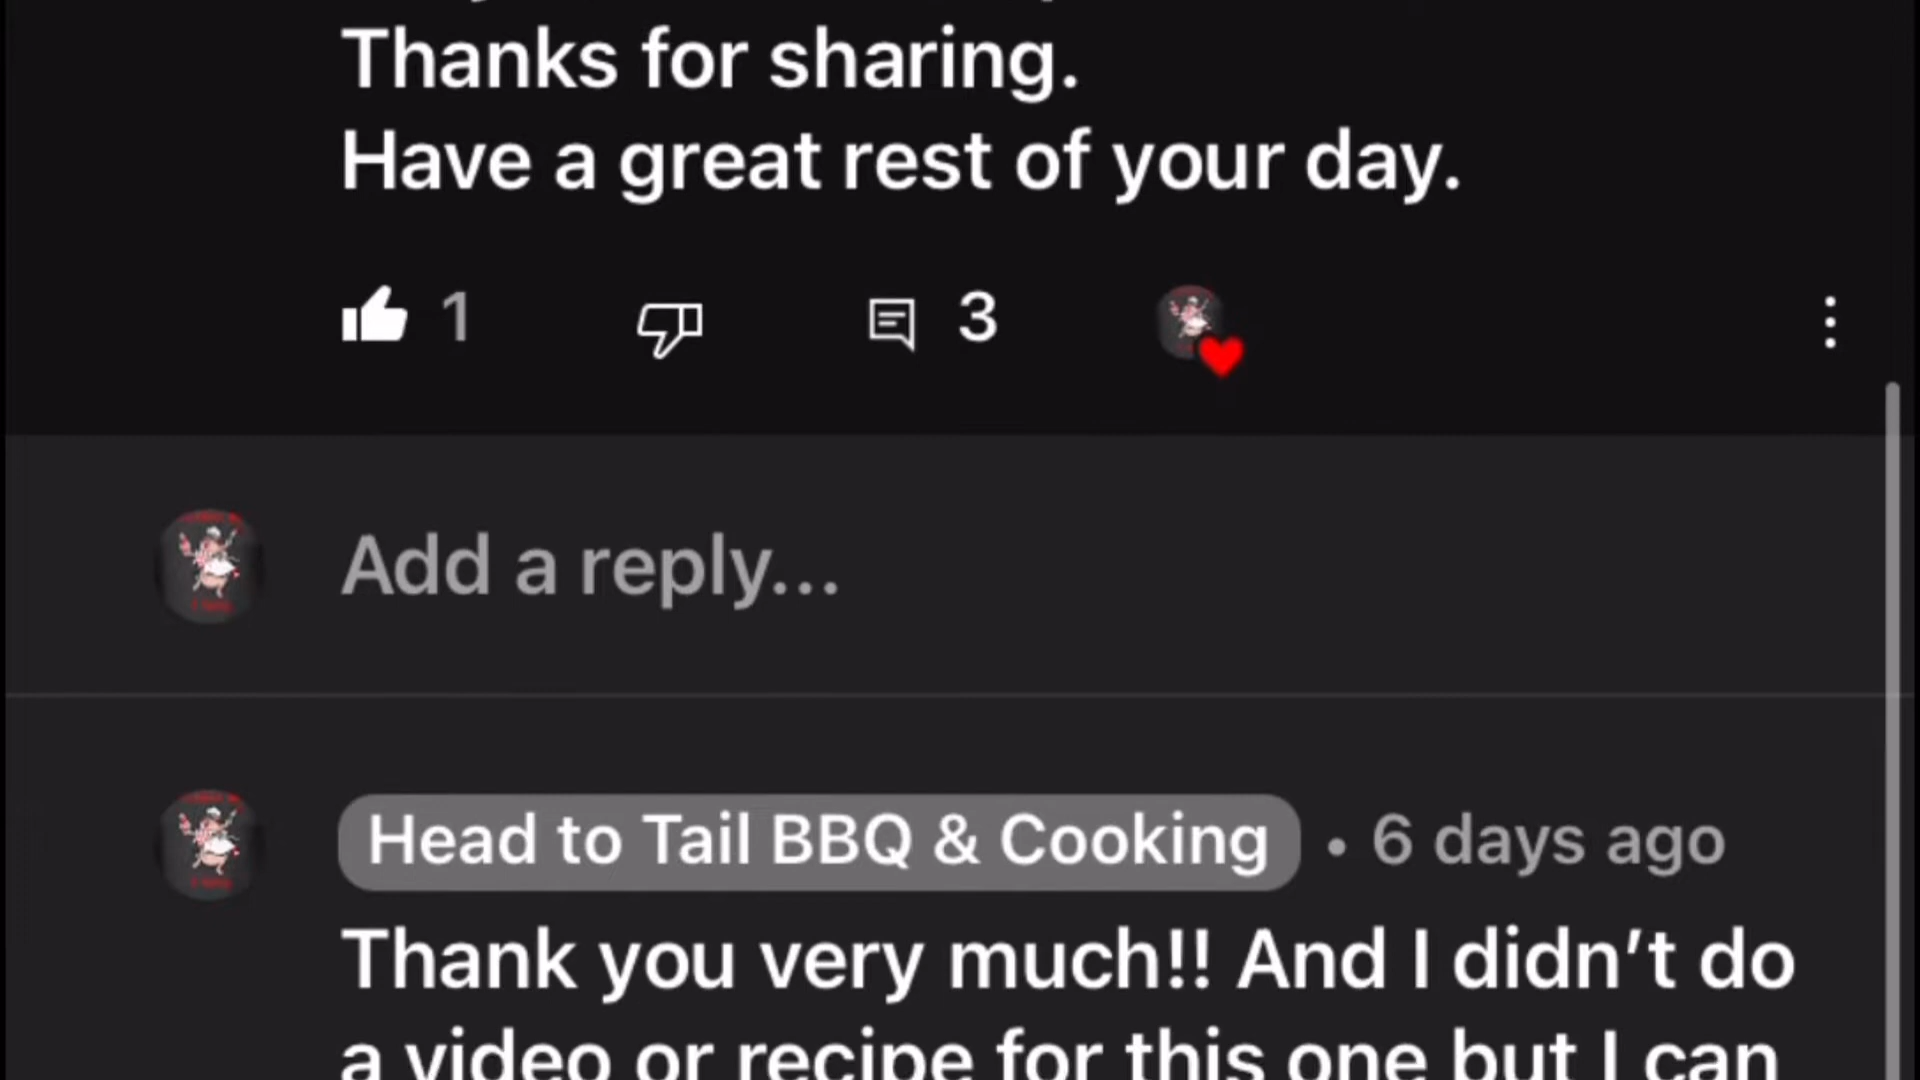 Thanks for sharing.
Have a great rest of your day.
1
3
Add a reply...
Head to Tail BBQ & Cooking • 6 days ago
Thank you very much!! And I didn’t do
a video or recipe for this one but I can